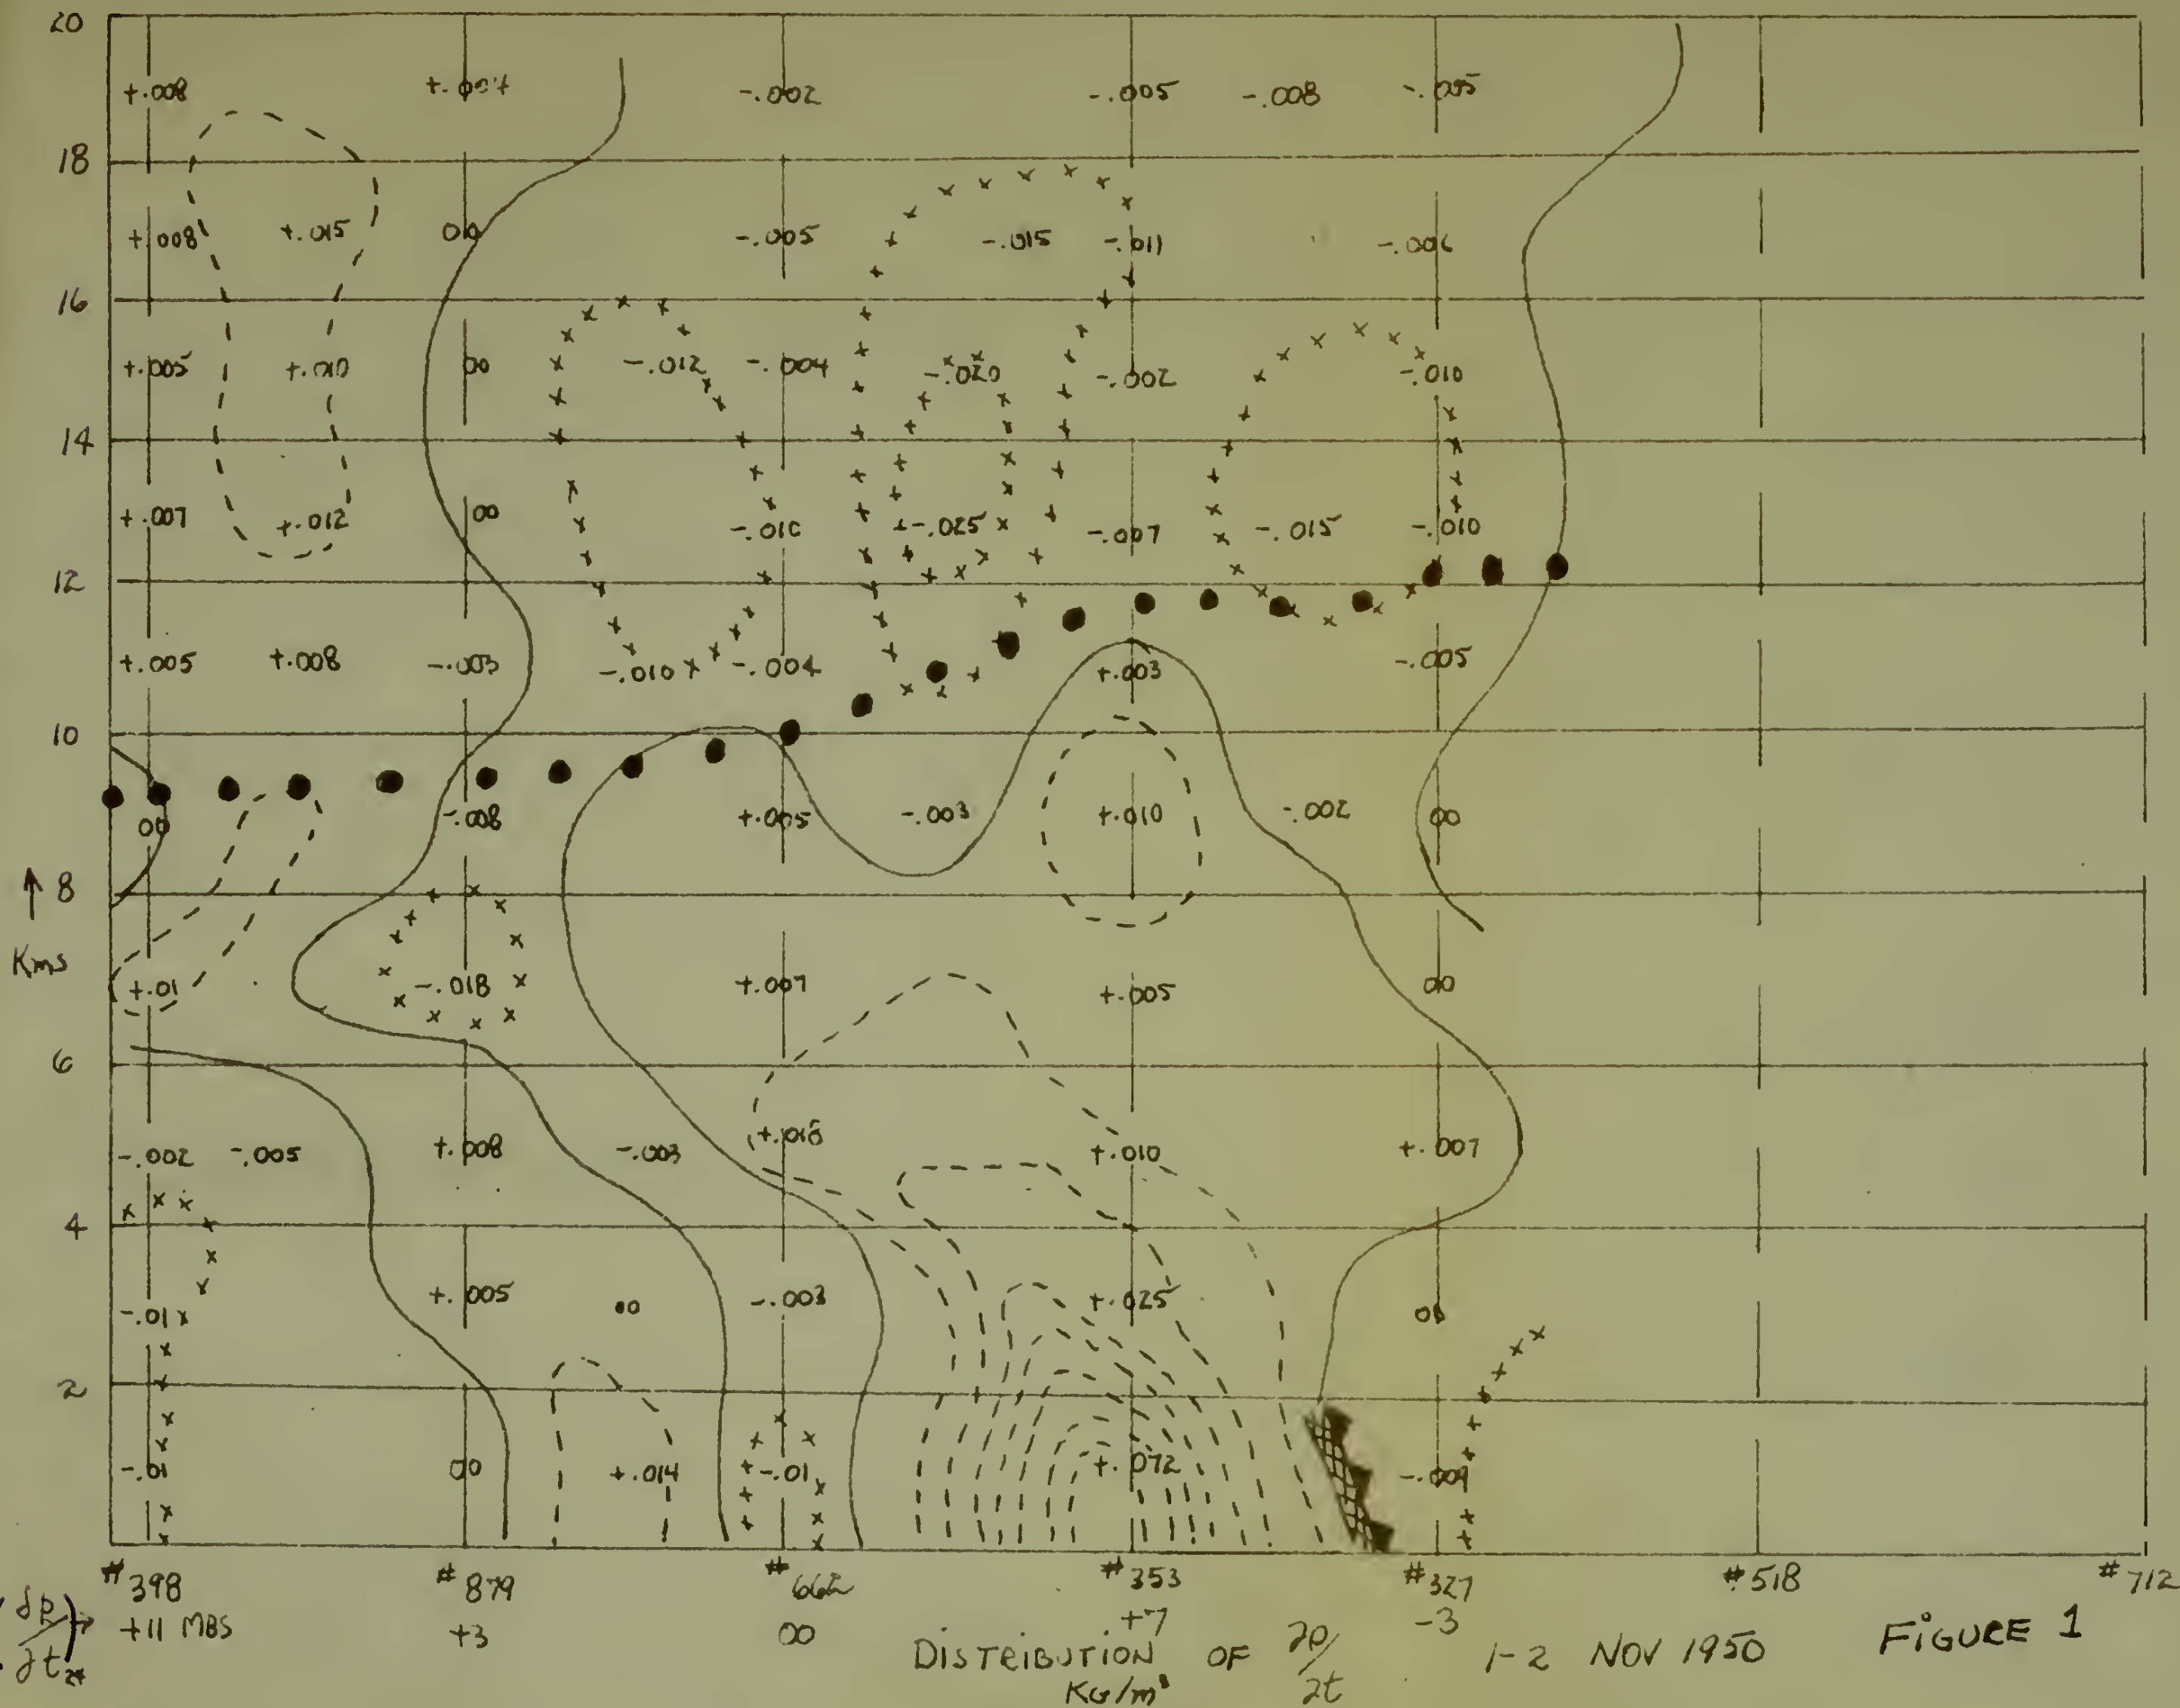 20
+.008 -.002 -.005 -.008 -.005
18
+.008 +.015 00 -.005 -.015 -.011 -.006
16
+.005 +.010 00 -.012 -.004 -.020 -.002 -.010
14
+.007 +.012 00 -.010 -.025 -.007 -.015 -.010
12
+.005 +.008 -.003 -.010 -.004 +.003 -.005
10
00 -.008 +.005 -.003 +.010 -.002 00
↑ 8
Kms
+.01 -.018 +.007 +.005 00
6
-.002 -.005 +.008 -.003 +.010 +.007
4
-.01 +.005 00 -.003 +.025 00
2
-.01 00 +.014 -.01 +.072 -.009
#398 #879 #662 #353 #327 #518 #712
+11 MBS +3 00 +7 -3
DISTRIBUTION OF ∂ρ/∂t 1-2 NOV 1950 FIGURE 1
KG/m³